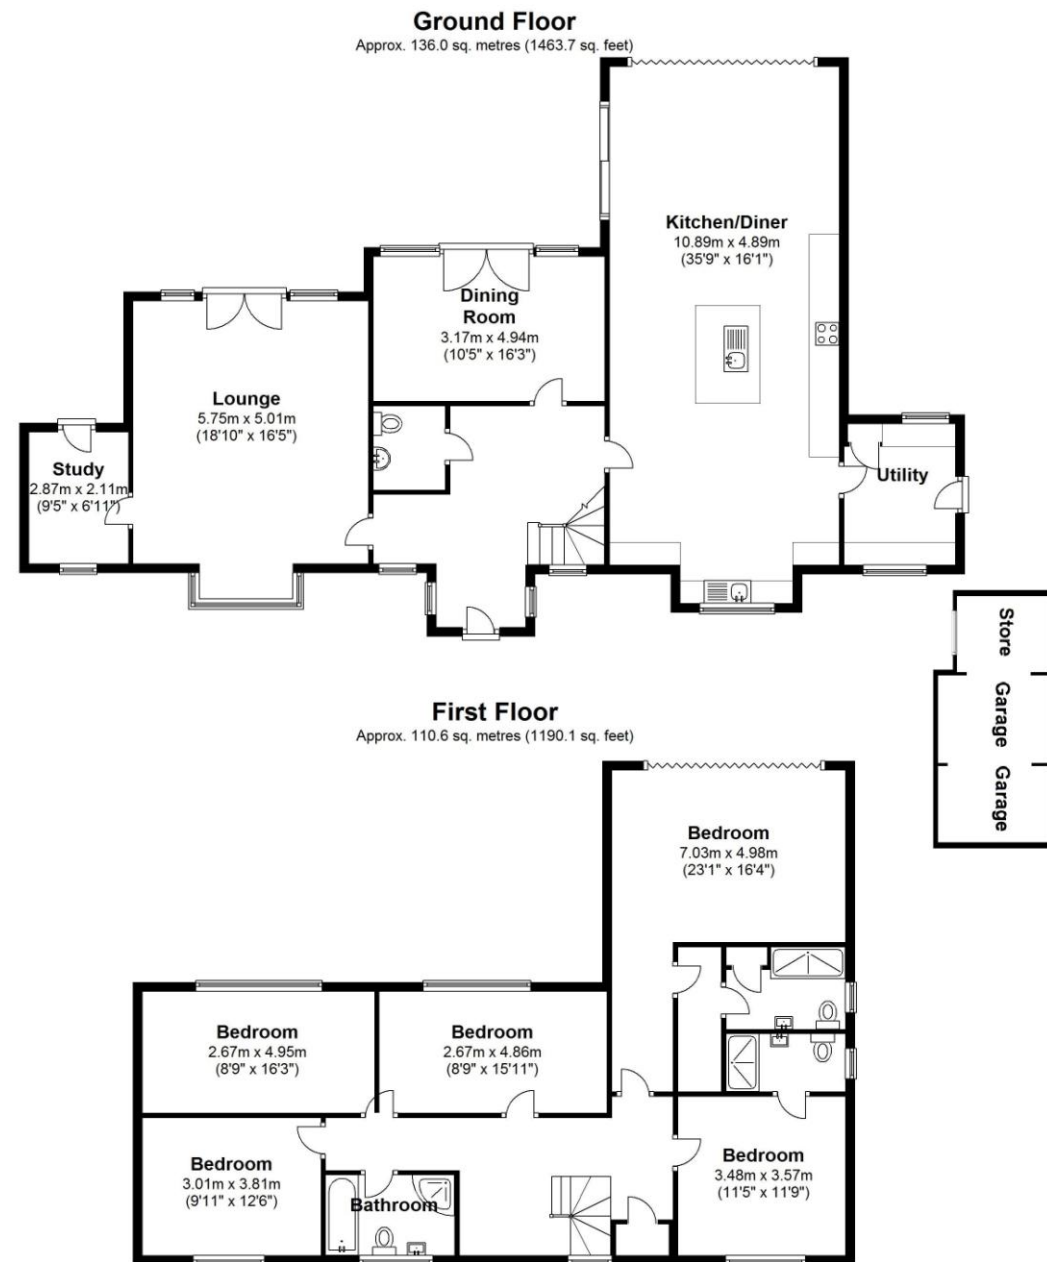 Ground Floor
Approx. 136.0 sq. metres (1463.7 sq. feet)
Kitchen/Diner
10.89m x 4.89m
(35'9" x 16'1")
Dining
Room
3.17m x 4.94m
(10'5" x 16'3")
Lounge
5.75m x 5.01m
(18'10" x 16'5")
Study
2.87m x 2.11m
(9'5" x 6'11")
Utility
Store
Garage
Garage
First Floor
Approx. 110.6 sq. metres (1190.1 sq. feet)
Bedroom
7.03m x 4.98m
(23'1" x 16'4")
Bedroom
2.67m x 4.95m
(8'9" x 16'3")
Bedroom
2.67m x 4.86m
(8'9" x 15'11")
Bedroom
3.01m x 3.81m
(9'11" x 12'6")
Bathroom
Bedroom
3.48m x 3.57m
(11'5" x 11'9")